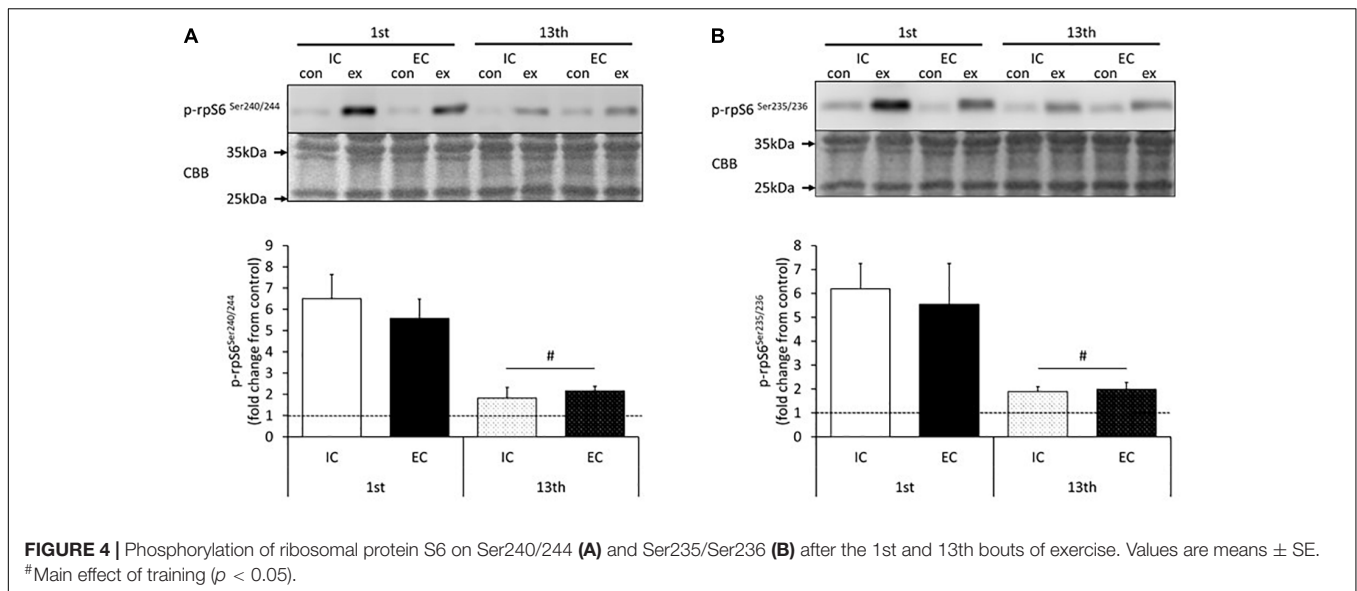 A
1st 13th
IC EC IC EC
con ex con ex con ex con ex
p-rpS6 Ser240/244
35kDa
CBB
25kDa
p-rpS6Ser240/244
(fold change from control)
9
8
7
6
5
4
3
2
1
0
#
IC EC IC EC
1st 13th
B
1st 13th
IC EC IC EC
con ex con ex con ex con ex
p-rpS6 Ser235/236
35kDa
CBB
25kDa
p-rpS6Ser235/236
(fold change from control)
8
7
6
5
4
3
2
1
0
#
IC EC IC EC
1st 13th
FIGURE 4 | Phosphorylation of ribosomal protein S6 on Ser240/244 (A) and Ser235/Ser236 (B) after the 1st and 13th bouts of exercise. Values are means ± SE.
#Main effect of training (p < 0.05).